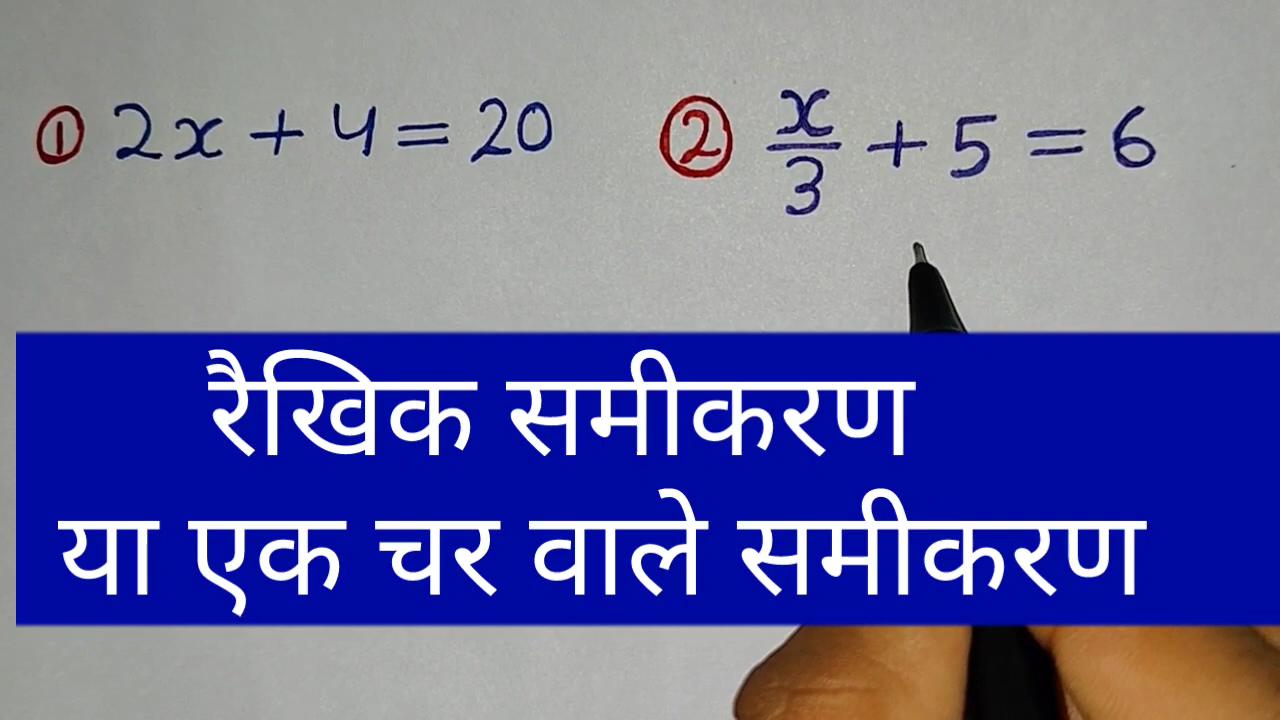 ① 2x + 4 = 20
② x/3 + 5 = 6
रैखिक समीकरण
या एक चर वाले समीकरण